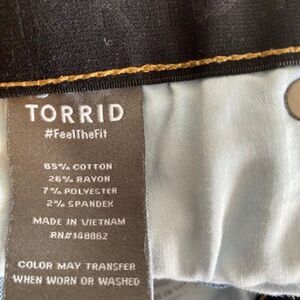 TORRID
#FeelTheFit
65% COTTON
26% RAYON
7% POLYESTER
2% SPANDEX
MADE IN VIETNAM
RN#148862
COLOR MAY TRANSFER
WHEN WORN OR WASHED